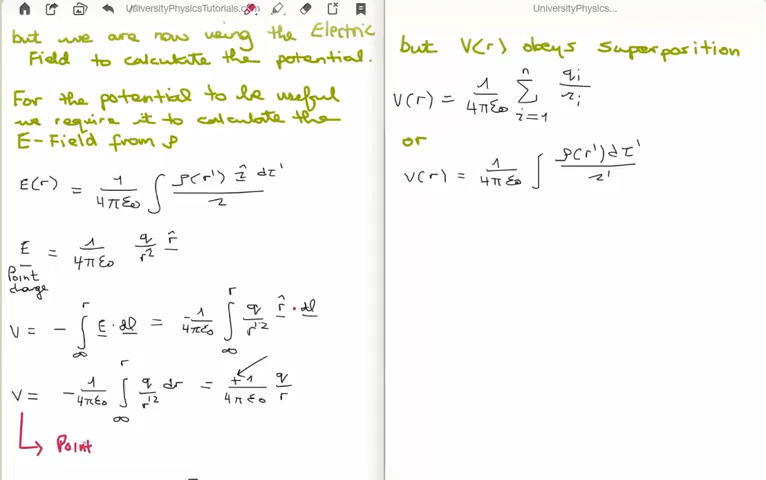 UniversityPhysicsTutorials.com
but we are now using the Electric
Field to calculate the potential.
For the potential to be useful
we require it to calculate the
E-Field from ρ
E(r) = 1/4πε₀ ∫ ρ(r') r̂ dτ' / r
E = 1/4πε₀ q/r² r̂
Point
charge
V = - ∫_∞^r E · dl = -1/4πε₀ ∫_∞^r q/r'² r̂ · dl
V = -1/4πε₀ ∫_∞^r q/r'² dr = +1/4πε₀ q/r
Point
UniversityPhysics...
but V(r) obeys superposition
V(r) = 1/4πε₀ Σ_{i=1}^n qi/ri
or
V(r) = 1/4πε₀ ∫ ρ(r')dτ'/r'